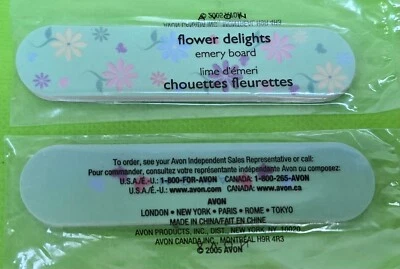 flower delights
emery board
lime d'émeri
chouettes fleurettes
To order, see your Avon Independent Sales Representative or call:
Pour commander, consultez votre représentante indépendante Avon ou composez:
U.S.A./É.-U.: 1-800-FOR-AVON CANADA: 1-800-265-AVON
U.S.A./É.-U.: www.avon.com CANADA: www.avon.ca
AVON
LONDON • NEW YORK • PARIS • ROME • TOKYO
MADE IN CHINA/FAIT EN CHINE
AVON PRODUCTS, INC., DIST., NEW YORK, NY, 10020
AVON CANADA INC., MONTRÉAL H9R 4R3
© 2005 AVON